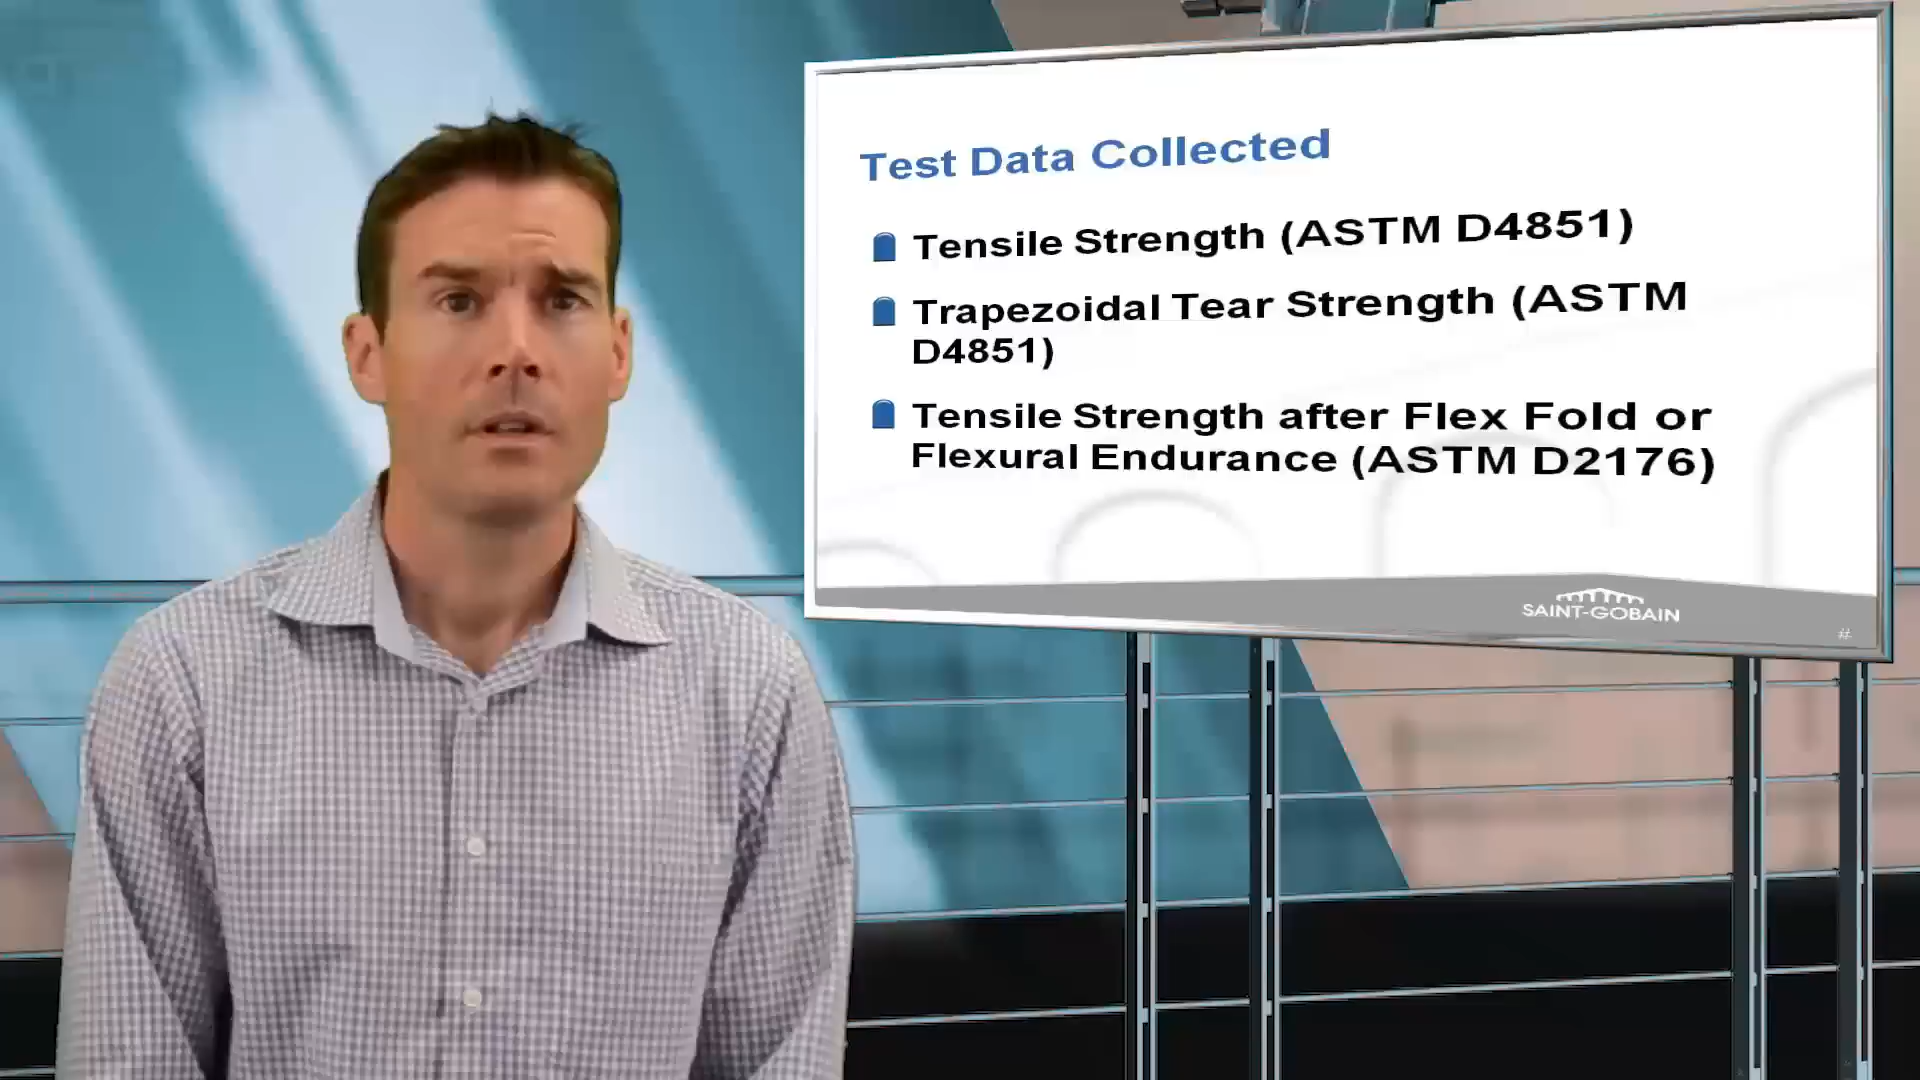 Test Data Collected
Tensile Strength (ASTM D4851)
Trapezoidal Tear Strength (ASTM
D4851)
Tensile Strength after Flex Fold or
Flexural Endurance (ASTM D2176)
SAINT-GOBAIN
#